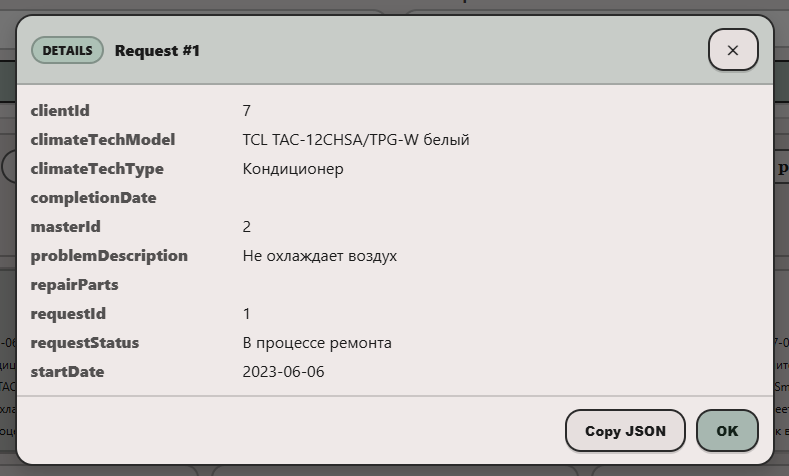 DETAILS Request #1 ×
clientId 7
climateTechModel TCL TAC-12CHSA/TPG-W белый
climateTechType Кондиционер
completionDate
masterId 2
problemDescription Не охлаждает воздух
repairParts
requestId 1
requestStatus В процессе ремонта
startDate 2023-06-06
Copy JSON OK